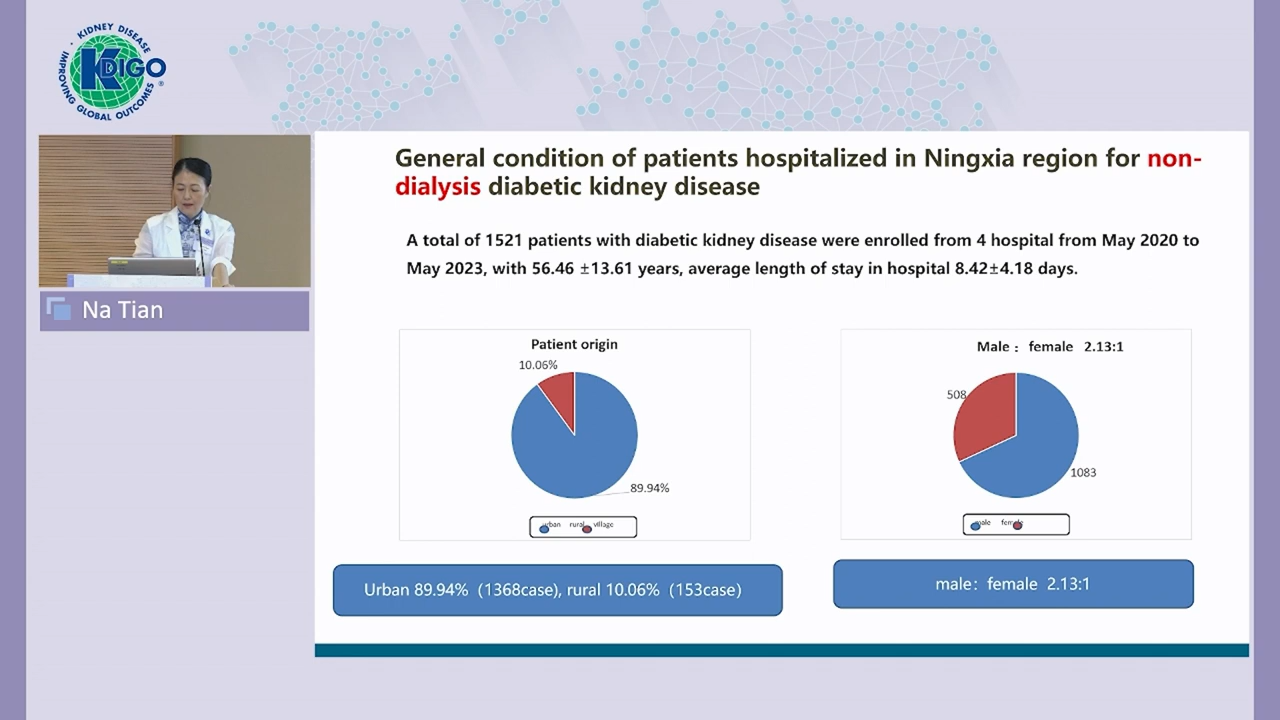 KIDNEY DISEASE
IMPROVING GLOBAL OUTCOMES
KDIGO
®
Na Tian
General condition of patients hospitalized in Ningxia region for non-
dialysis diabetic kidney disease
A total of 1521 patients with diabetic kidney disease were enrolled from 4 hospital from May 2020 to
May 2023, with 56.46 ±13.61 years, average length of stay in hospital 8.42±4.18 days.
Patient origin
10.06%
89.94%
urban rural village
Urban 89.94% (1368case), rural 10.06% (153case)
Male： female 2.13:1
508
1083
male female
male：female 2.13:1